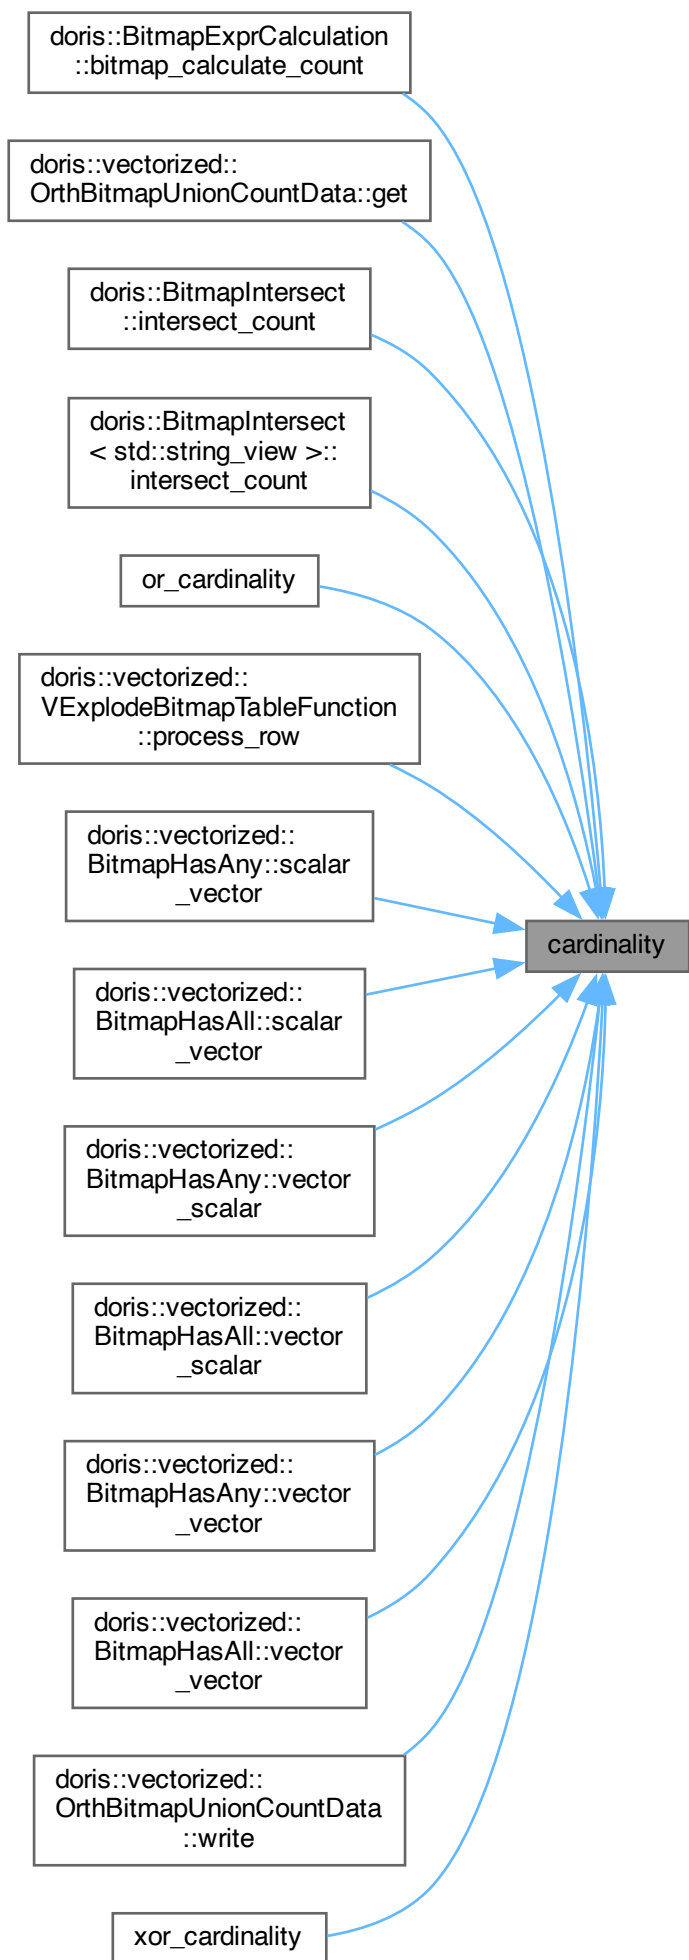 doris::BitmapExprCalculation
::bitmap_calculate_count
doris::vectorized::
OrthBitmapUnionCountData::get
doris::BitmapIntersect
::intersect_count
doris::BitmapIntersect
< std::string_view >::
intersect_count
or_cardinality
doris::vectorized::
VExplodeBitmapTableFunction
::process_row
doris::vectorized::
BitmapHasAny::scalar
_vector
cardinality
doris::vectorized::
BitmapHasAll::scalar
_vector
doris::vectorized::
BitmapHasAny::vector
_scalar
doris::vectorized::
BitmapHasAll::vector
_scalar
doris::vectorized::
BitmapHasAny::vector
_vector
doris::vectorized::
BitmapHasAll::vector
_vector
doris::vectorized::
OrthBitmapUnionCountData
::write
xor_cardinality